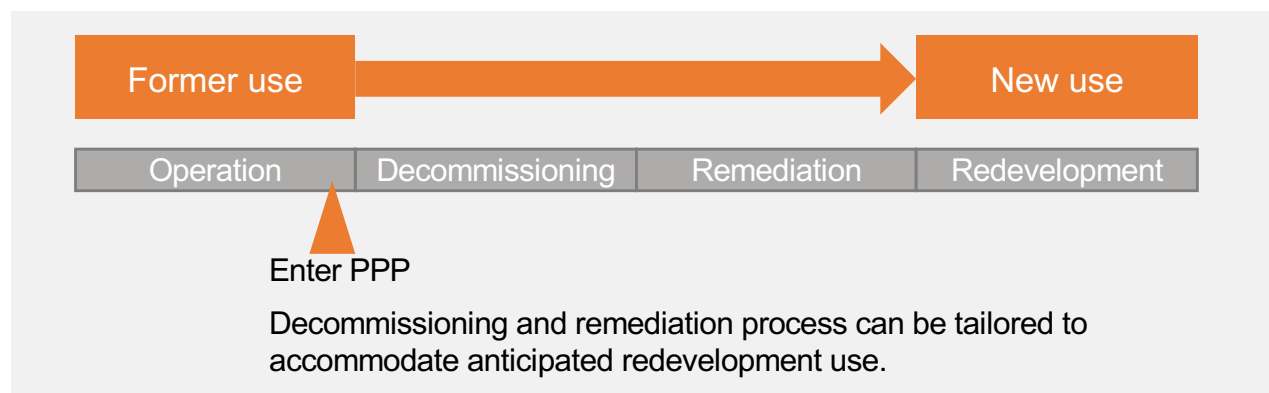 Former use
New use
Operation
Decommissioning
Remediation
Redevelopment
Enter PPP
Decommissioning and remediation process can be tailored to
accommodate anticipated redevelopment use.